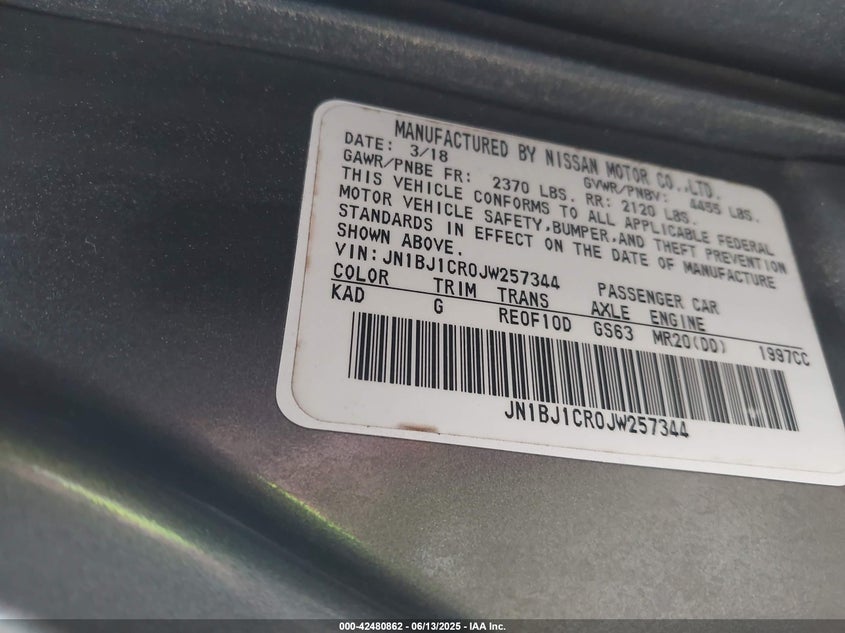 MANUFACTURED BY NISSAN MOTOR CO.,LTD.
DATE: 3/18 GVWR/PNBV: 4455 LBS.
GAWR/PNBE FR: 2370 LBS. RR: 2120 LBS.
THIS VEHICLE CONFORMS TO ALL APPLICABLE FEDERAL
MOTOR VEHICLE SAFETY,BUMPER,AND THEFT PREVENTION
STANDARDS IN EFFECT ON THE DATE OF MANUFACTURE
SHOWN ABOVE.
VIN:JN1BJ1CR0JW257344 PASSENGER CAR
COLOR TRIM TRANS AXLE ENGINE
KAD G RE0F10D GS63 MR20(DD) 1997CC
JN1BJ1CR0JW257344
000-42480862 - 06/13/2025 - IAA Inc.